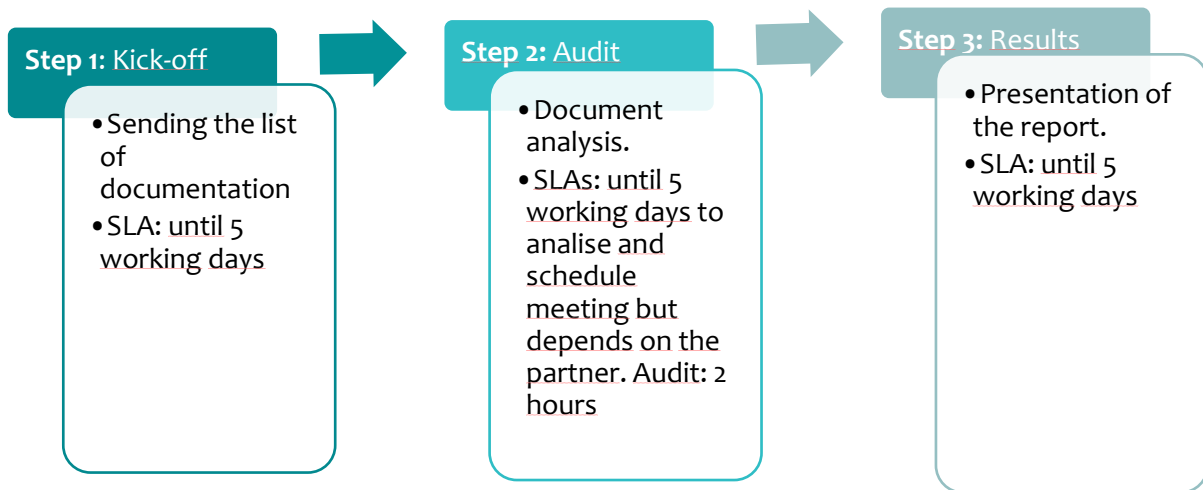 Step 1: Kick-off
•Sending the list
of
documentation
•SLA: until 5
working days
Step 2: Audit
•Document
analysis.
•SLAs: until 5
working days to
analise and
schedule
meeting but
depends on the
partner. Audit: 2
hours
Step 3: Results
•Presentation of
the report.
•SLA: until 5
working days